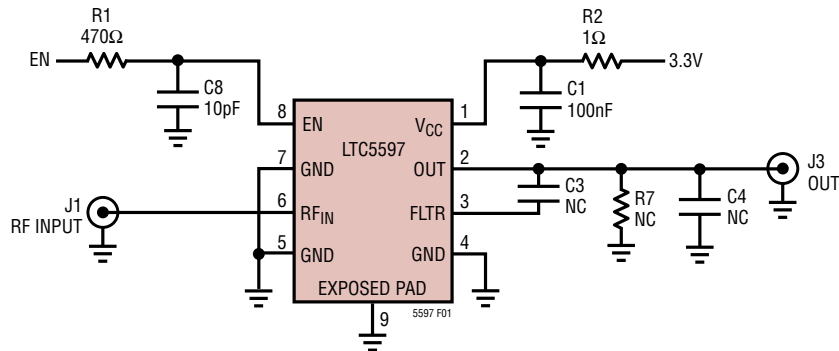 R1
470Ω
EN
C8
10pF
R2
1Ω
3.3V
C1
100nF
8
EN
7
GND
6
RFIN
5
GND
LTC5597
VCC
1
OUT
2
FLTR
3
GND
4
EXPOSED PAD
9
5597 F01
J1
RF INPUT
C3
NC
R7
NC
C4
NC
J3
OUT